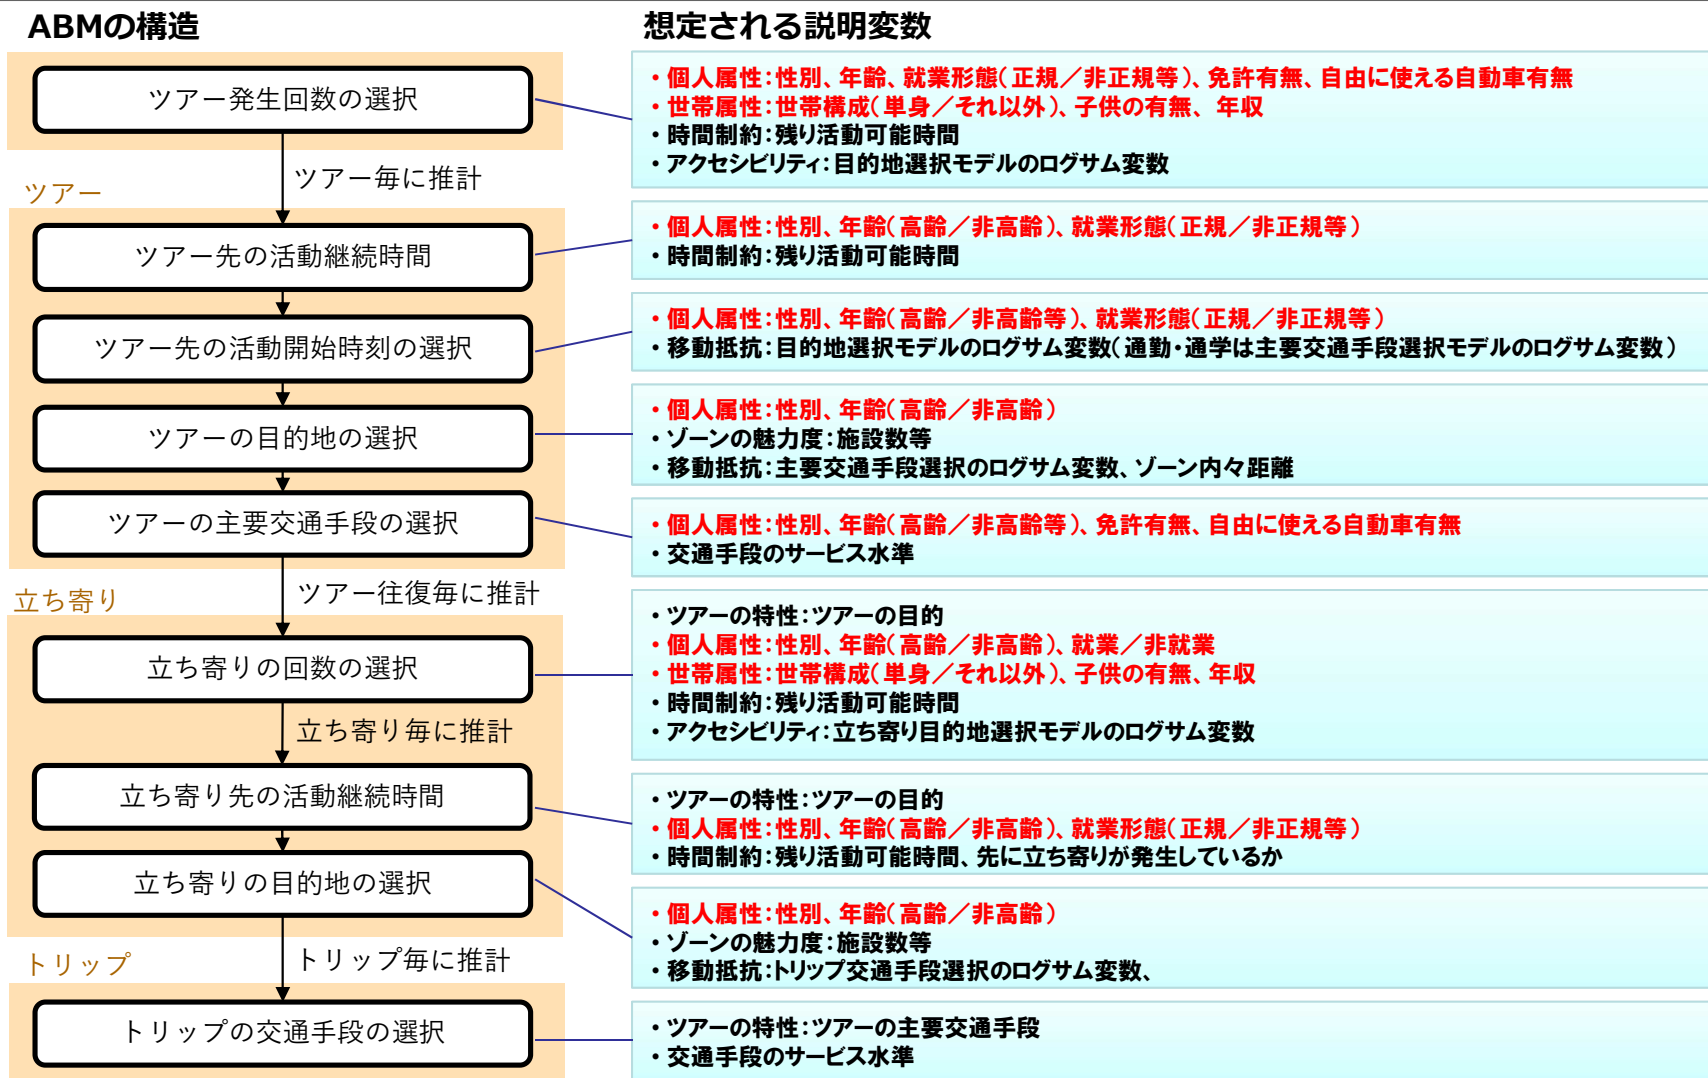 ABMの構造
想定される説明変数
ツアー発生回数の選択
・個人属性：性別、年齢、就業形態（正規／非正規等）、免許有無、自由に使える自動車有無
・世帯属性：世帯構成（単身／それ以外）、子供の有無、年収
・時間制約：残り活動可能時間
・アクセシビリティ：目的地選択モデルのログサム変数
ツアー毎に推計
ツアー
ツアー先の活動継続時間
・個人属性：性別、年齢（高齢／非高齢）、就業形態（正規／非正規等）
・時間制約：残り活動可能時間
ツアー先の活動開始時刻の選択
・個人属性：性別、年齢（高齢／非高齢等）、就業形態（正規／非正規等）
・移動抵抗：目的地選択モデルのログサム変数（通勤・通学は主要交通手段選択モデルのログサム変数）
ツアーの目的地の選択
・個人属性：性別、年齢（高齢／非高齢）
・ゾーンの魅力度：施設数等
・移動抵抗：主要交通手段選択のログサム変数、ゾーン内々距離
ツアーの主要交通手段の選択
・個人属性：性別、年齢（高齢／非高齢等）、免許有無、自由に使える自動車有無
・交通手段のサービス水準
ツアー往復毎に推計
立ち寄り
立ち寄りの回数の選択
・ツアーの特性：ツアーの目的
・個人属性：性別、年齢（高齢／非高齢）、就業／非就業
・世帯属性：世帯構成（単身／それ以外）、子供の有無、年収
・時間制約：残り活動可能時間
・アクセシビリティ：立ち寄り目的地選択モデルのログサム変数
立ち寄り毎に推計
立ち寄り先の活動継続時間
・ツアーの特性：ツアーの目的
・個人属性：性別、年齢（高齢／非高齢）、就業形態（正規／非正規等）
・時間制約：残り活動可能時間、先に立ち寄りが発生しているか
立ち寄りの目的地の選択
・個人属性：性別、年齢（高齢／非高齢）
・ゾーンの魅力度：施設数等
・移動抵抗：トリップ交通手段選択のログサム変数、
トリップ毎に推計
トリップ
トリップの交通手段の選択
・ツアーの特性：ツアーの主要交通手段
・交通手段のサービス水準